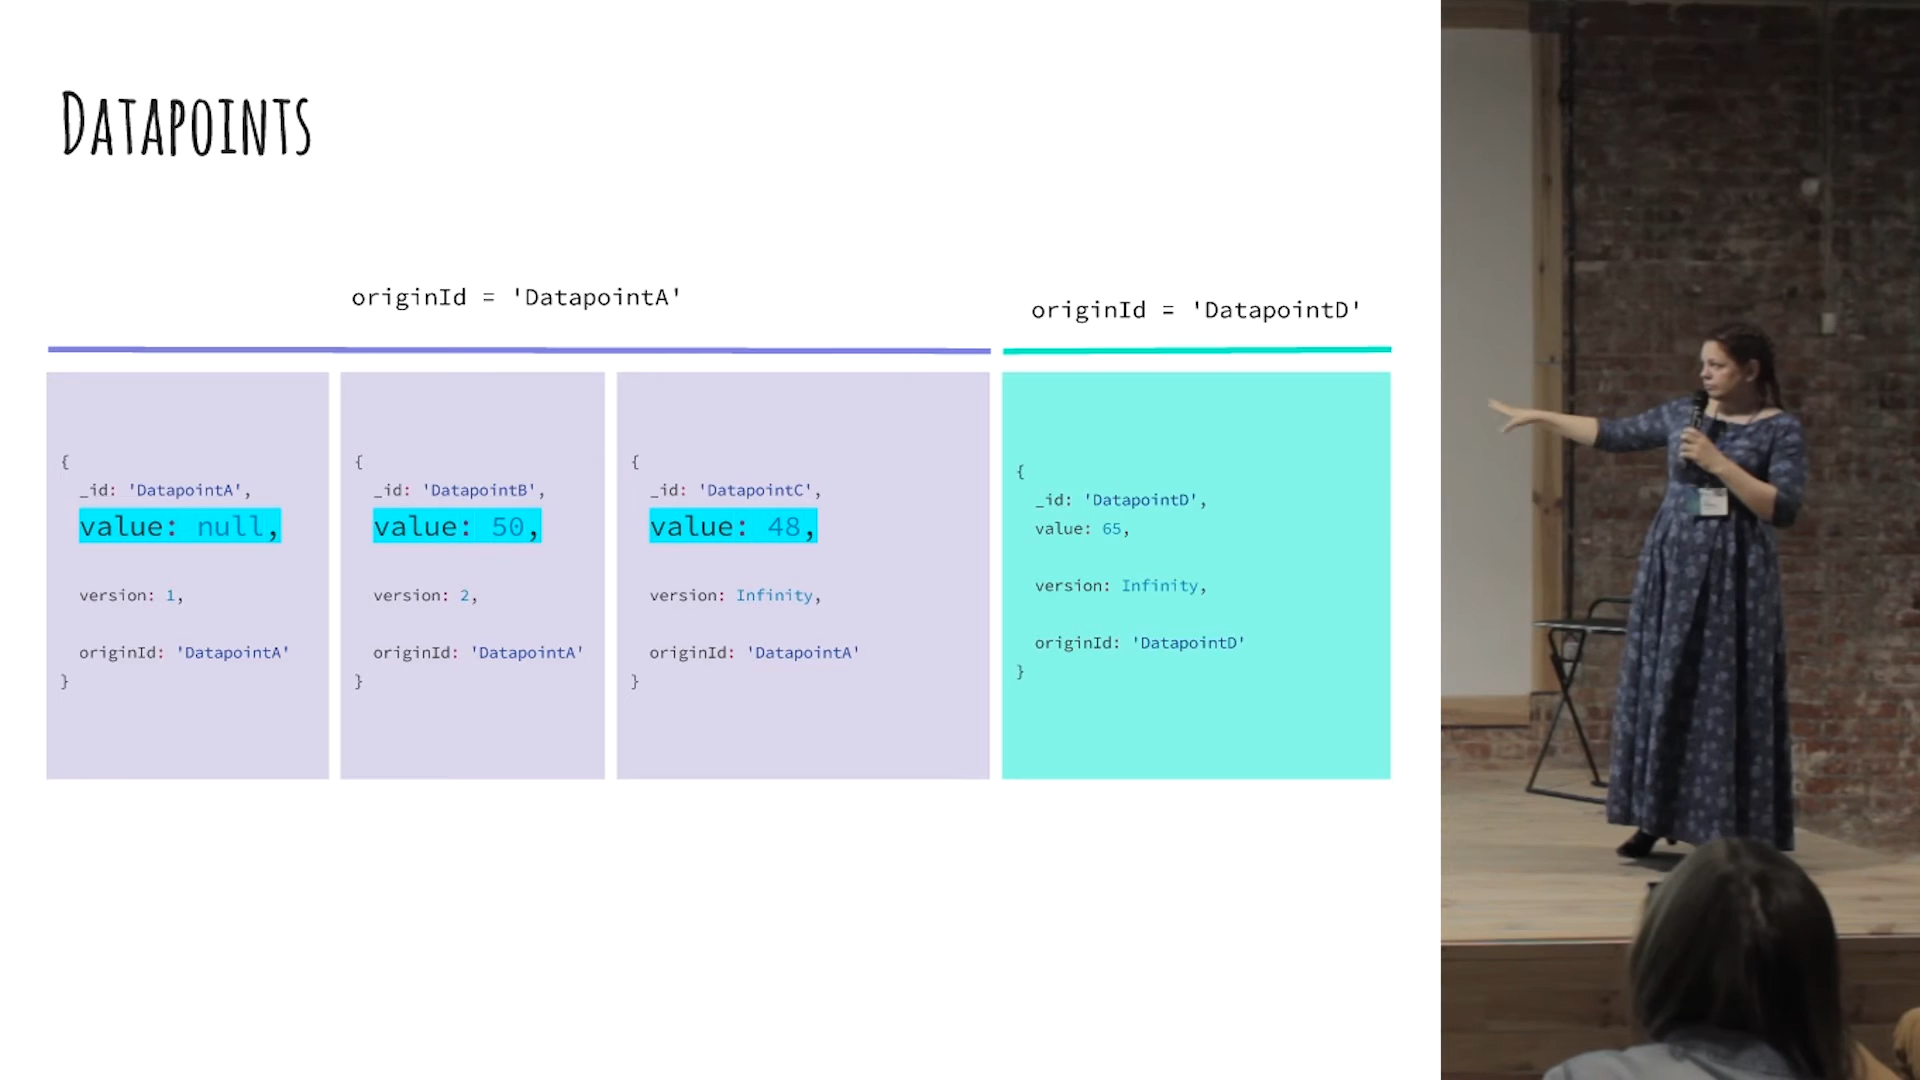 DATAPOINTS
originId = 'DatapointA'
originId = 'DatapointD'
{
_id: 'DatapointA',
value: null,
version: 1,
originId: 'DatapointA'
}
{
_id: 'DatapointB',
value: 50,
version: 2,
originId: 'DatapointA'
}
{
_id: 'DatapointC',
value: 48,
version: Infinity,
originId: 'DatapointA'
}
{
_id: 'DatapointD',
value: 65,
version: Infinity,
originId: 'DatapointD'
}